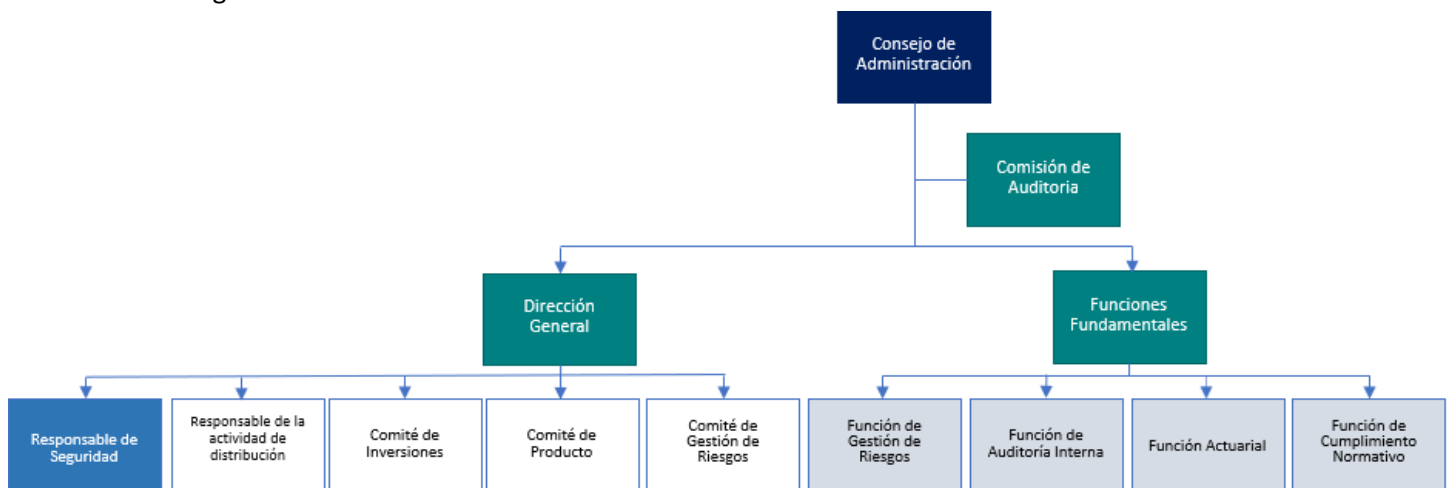 Consejo de
Administración
Comisión de
Auditoria
Dirección
General
Funciones
Fundamentales
Responsable de
Seguridad
Responsable de la
actividad de
distribución
Comité de
Inversiones
Comité de
Producto
Comité de
Gestión de
Riesgos
Función de
Gestión de
Riesgos
Función de
Auditoría Interna
Función Actuarial
Función de
Cumplimiento
Normativo